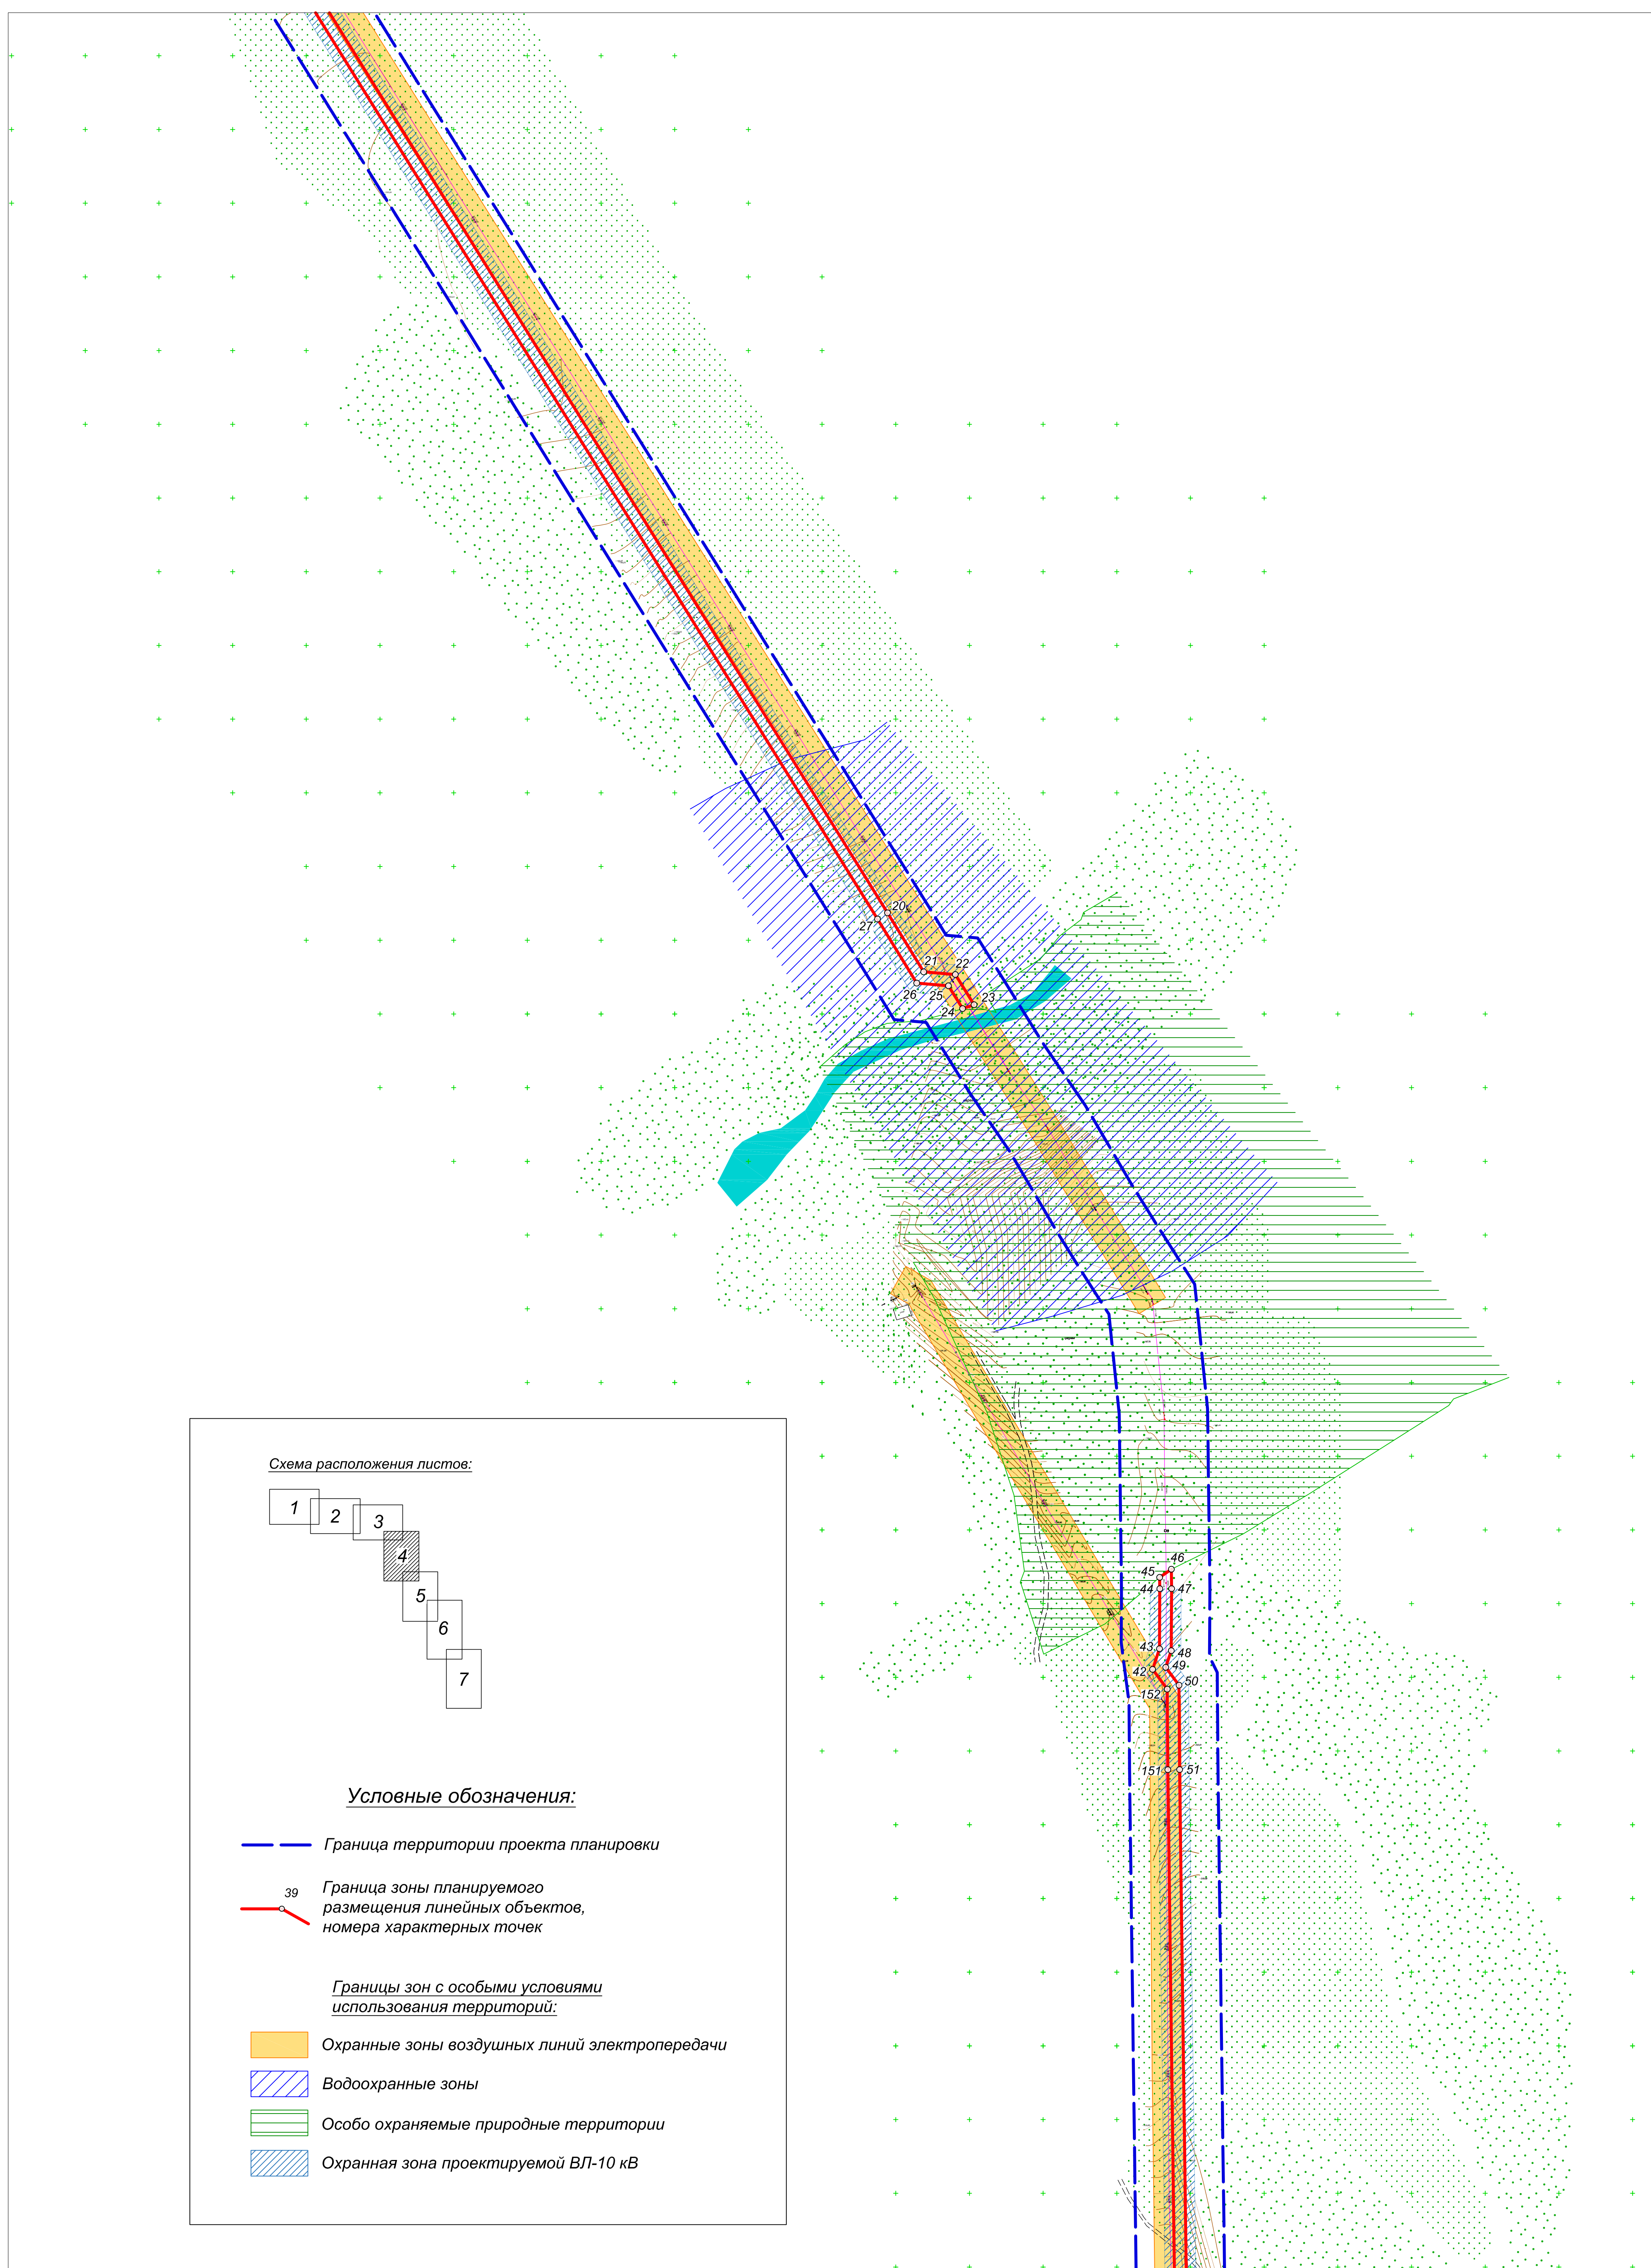 20
27
21
22
26
25
23
24
Схема расположения листов:
1
2
3
4
5
6
7
45
46
44
47
43
48
42
49
50
152
151
51
Условные обозначения:
Граница территории проекта планировки
39
Граница зоны планируемого
размещения линейных объектов,
номера характерных точек
Границы зон с особыми условиями
использования территорий:
Охранные зоны воздушных линий электропередачи
Водоохранные зоны
Особо охраняемые природные территории
Охранная зона проектируемой ВЛ-10 кВ